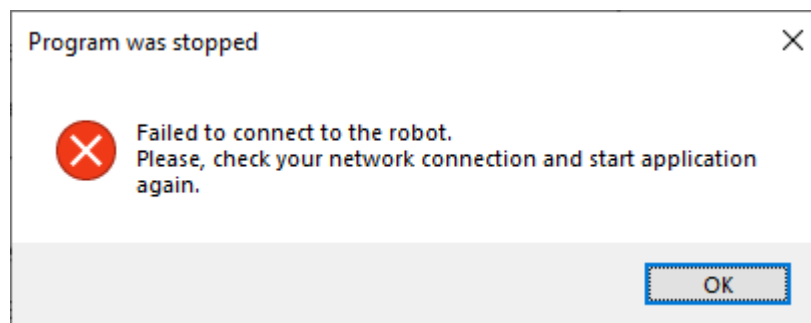 Program was stopped
Failed to connect to the robot.
Please, check your network connection and start application
again.
OK